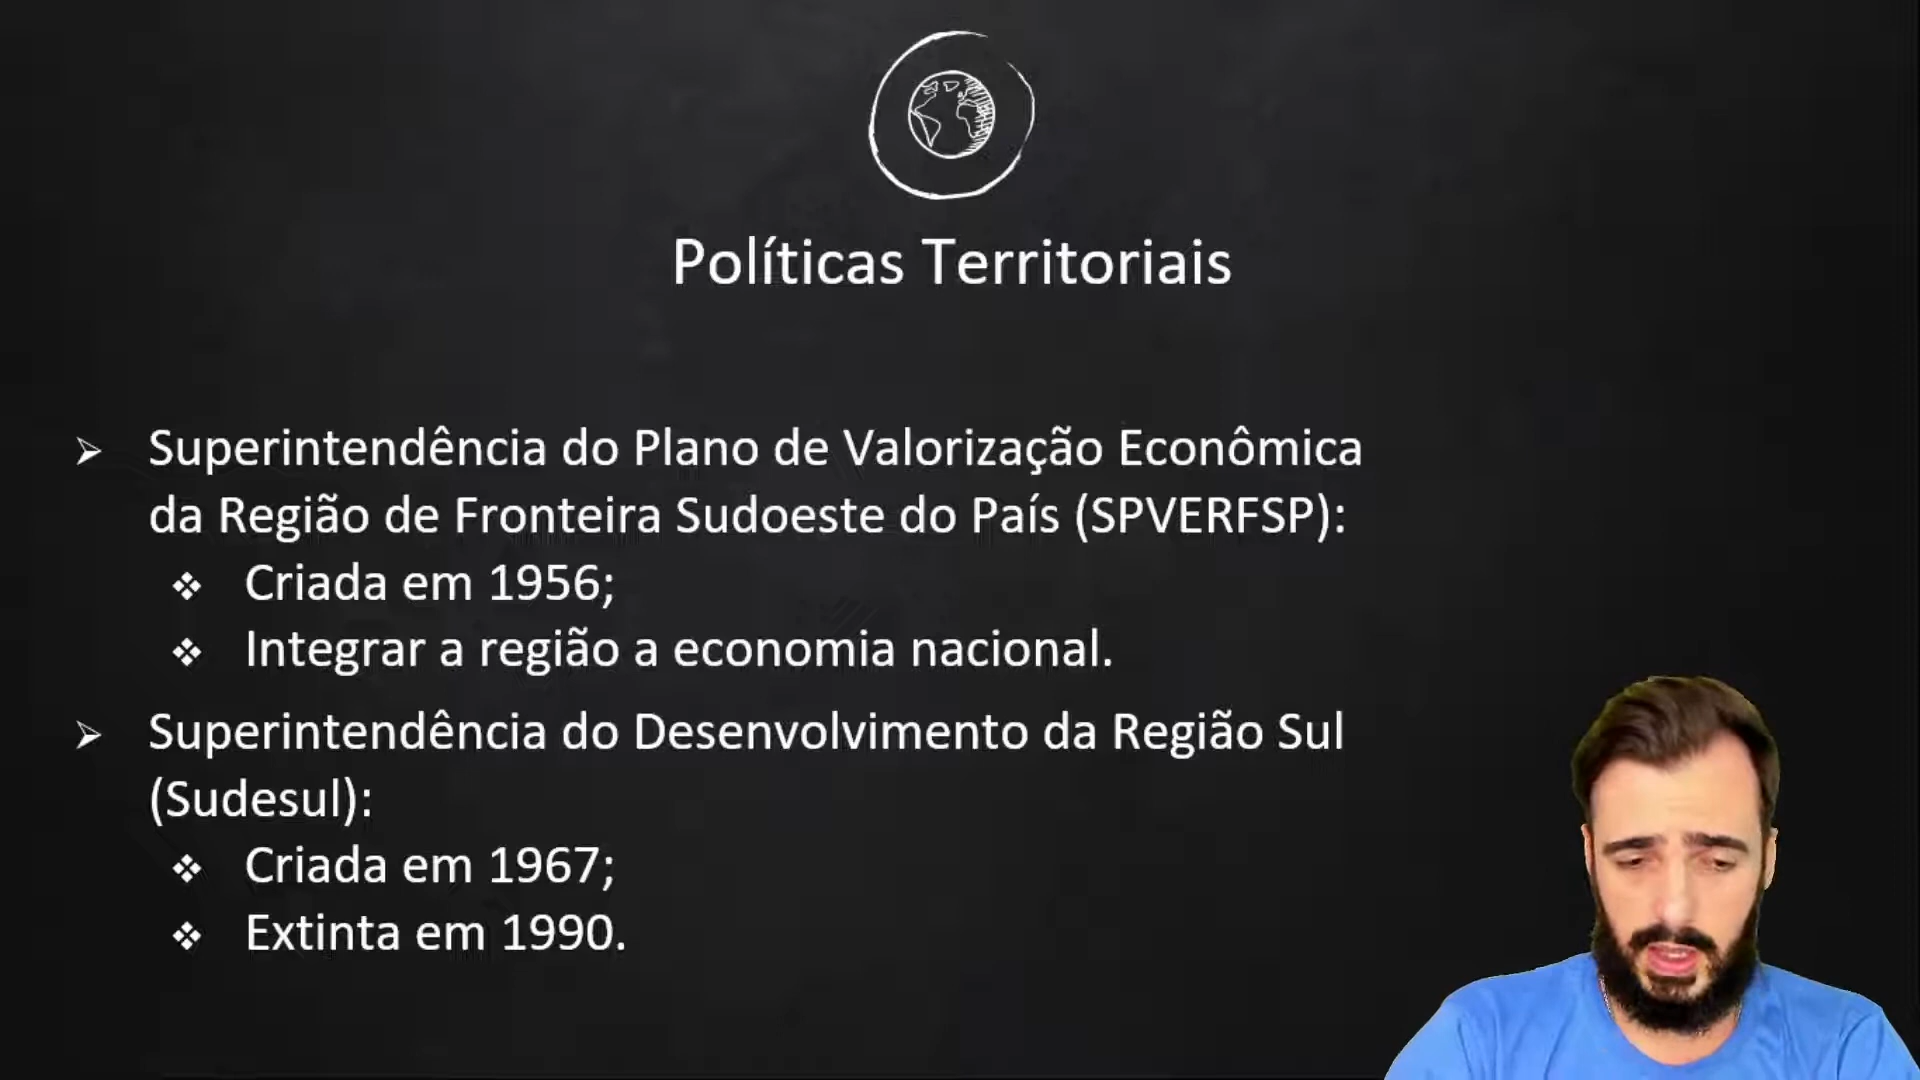 Políticas Territoriais
Superintendência do Plano de Valorização Econômica
da Região de Fronteira Sudoeste do País (SPVERFSP):
Criada em 1956;
Integrar a região a economia nacional.
Superintendência do Desenvolvimento da Região Sul
(Sudesul):
Criada em 1967;
Extinta em 1990.